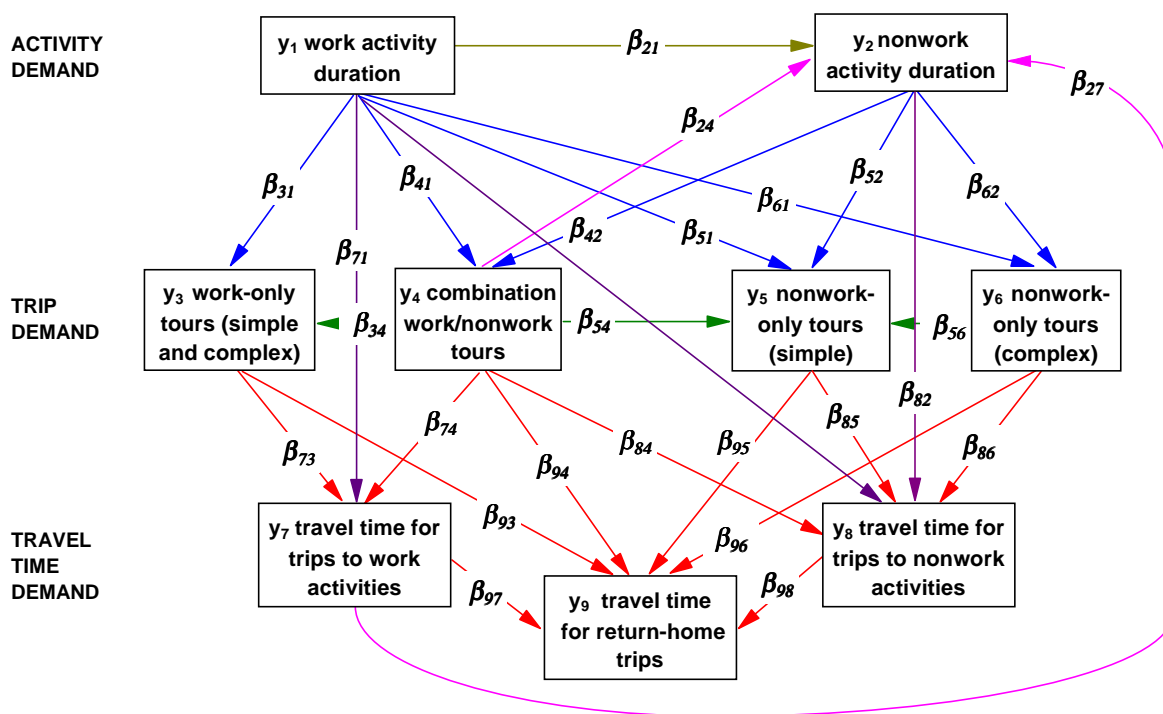 ACTIVITY
DEMAND
y₁ work activity
duration
β₂₁
y₂ nonwork
activity duration
β₂₇
β₂₄
β₃₁
β₄₁
β₅₂
β₆₂
β₆₁
β₄₂
β₅₁
β₇₁
TRIP
DEMAND
y₃ work-only
tours (simple
and complex)
β₃₄
y₄ combination
work/nonwork
tours
β₅₄
y₅ nonwork-
only tours
(simple)
β₅₆
y₆ nonwork-
only tours
(complex)
β₈₂
β₇₃
β₇₄
β₉₄
β₈₄
β₉₅
β₈₅
β₈₆
β₉₃
β₉₆
TRAVEL
TIME
DEMAND
y₇ travel time for
trips to work
activities
β₉₇
y₉ travel time
for return-home
trips
β₉₈
y₈ travel time for
trips to nonwork
activities